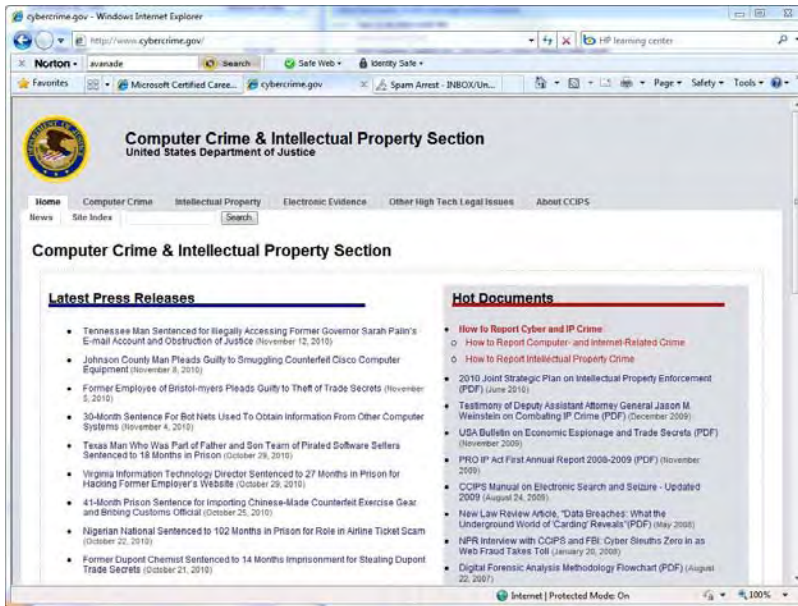 cybercrime.gov - Windows Internet Explorer
http://www.cybercrime.gov/
HP learning center
Norton
avanade
Search
Safe Web
Identity Safe
Favorites
Microsoft Certified Caree...
cybercrime.gov
Spam Arrest - INBOX/Un...
Page
Safety
Tools
Computer Crime & Intellectual Property Section
United States Department of Justice
Home
Computer Crime
Intellectual Property
Electronic Evidence
Other High Tech Legal Issues
About CCIPS
News
Site Index
Search
Computer Crime & Intellectual Property Section
Latest Press Releases
Tennessee Man Sentenced for Illegally Accessing Former Governor Sarah Palin's
E-mail Account and Obstruction of Justice (November 12, 2010)
Johnson County Man Pleads Guilty to Smuggling Counterfeit Cisco Computer
Equipment (November 8, 2010)
Former Employee of Bristol-myers Pleads Guilty to Theft of Trade Secrets (November
5, 2010)
30-Month Sentence For Bot Nets Used To Obtain Information From Other Computer
Systems (November 4, 2010)
Texas Man Who Was Part of Father and Son Team of Pirated Software Sellers
Sentenced to 18 Months in Prison (October 29, 2010)
Virginia Information Technology Director Sentenced to 27 Months in Prison for
Hacking Former Employer's Website (October 29, 2010)
41-Month Prison Sentence for Importing Chinese-Made Counterfeit Exercise Gear
and Bribing Customs Official (October 25, 2010)
Nigerian National Sentenced to 102 Months in Prison for Role in Airline Ticket Scam
(October 22, 2010)
Former Dupont Chemist Sentenced to 14 Months Imprisonment for Stealing Dupont
Trade Secrets (October 21, 2010)
Hot Documents
How to Report Cyber and IP Crime
How to Report Computer- and Internet-Related Crime
How to Report Intellectual Property Crime
2010 Joint Strategic Plan on Intellectual Property Enforcement
(PDF) (June 2010)
Testimony of Deputy Assistant Attorney General Jason M.
Weinstein on Combating IP Crime (PDF) (December 2009)
USA Bulletin on Economic Espionage and Trade Secrets (PDF)
(November 2009)
PRO IP Act First Annual Report 2008-2009 (PDF) (November
2009)
CCIPS Manual on Electronic Search and Seizure - Updated
2009 (August 24, 2009)
New Law Review Article, "Data Breaches: What the
Underground World of 'Carding' Reveals"(PDF) (May 2008)
NPR Interview with CCIPS and FBI: Cyber Sleuths Zero in as
Web Fraud Takes Toll (January 20, 2008)
Digital Forensic Analysis Methodology Flowchart (PDF) (August
22, 2007)
Internet | Protected Mode: On
100%